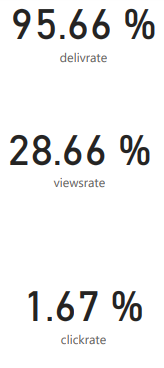 95.66 %
delivrate
28.66 %
viewsrate
1.67 %
clickrate